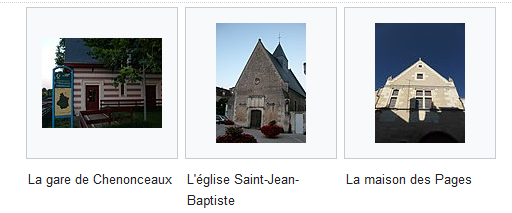 La gare de Chenonceaux
L'église Saint-Jean-
Baptiste
La maison des Pages